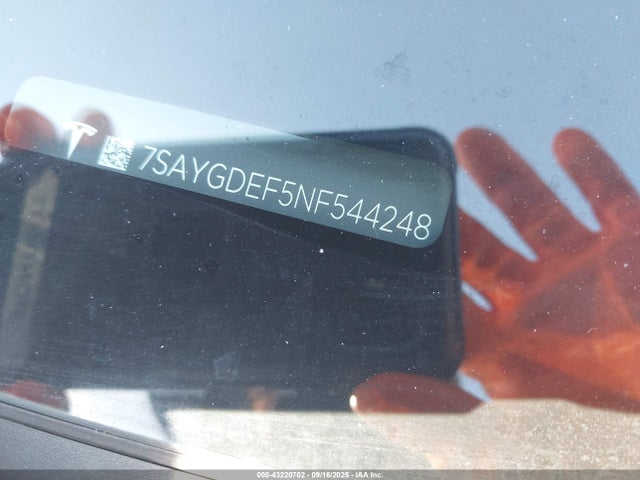 7SAYGDEF5NF544248
000-43220702 - 09/16/2025 - IAA Inc.